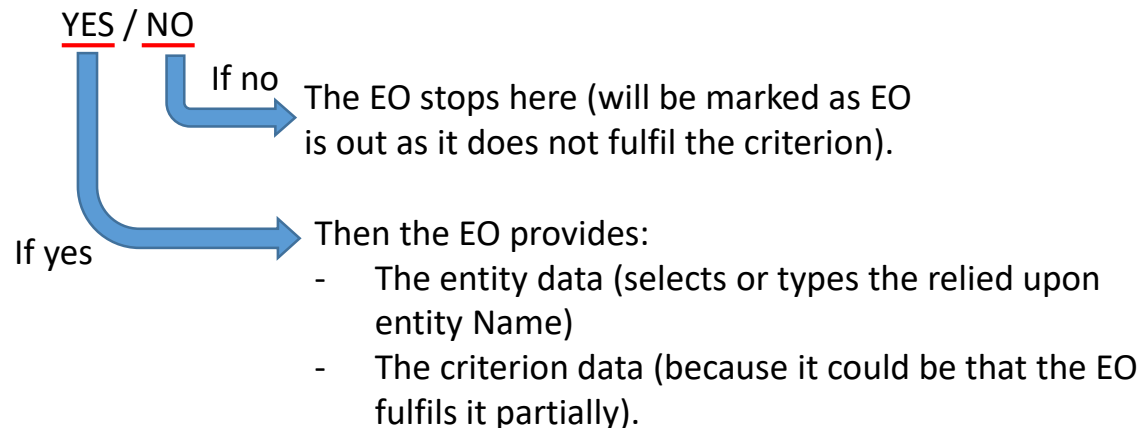 YES / NO
If no
The EO stops here (will be marked as EO
is out as it does not fulfil the criterion).
If yes
Then the EO provides:
- The entity data (selects or types the relied upon
entity Name)
- The criterion data (because it could be that the EO
fulfils it partially).